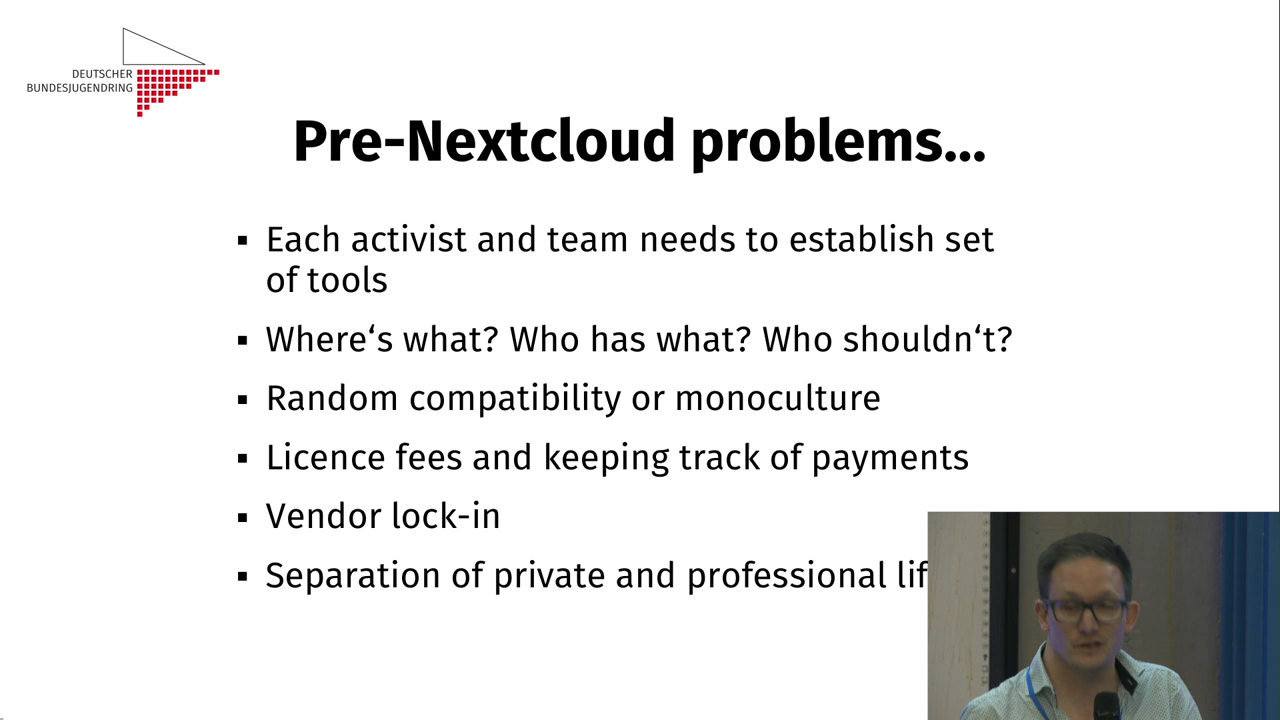 DEUTSCHER
BUNDESJUGENDRING
Pre-Nextcloud problems...
▪ Each activist and team needs to establish set
of tools
▪ Where‘s what? Who has what? Who shouldn‘t?
▪ Random compatibility or monoculture
▪ Licence fees and keeping track of payments
▪ Vendor lock-in
▪ Separation of private and professional lif